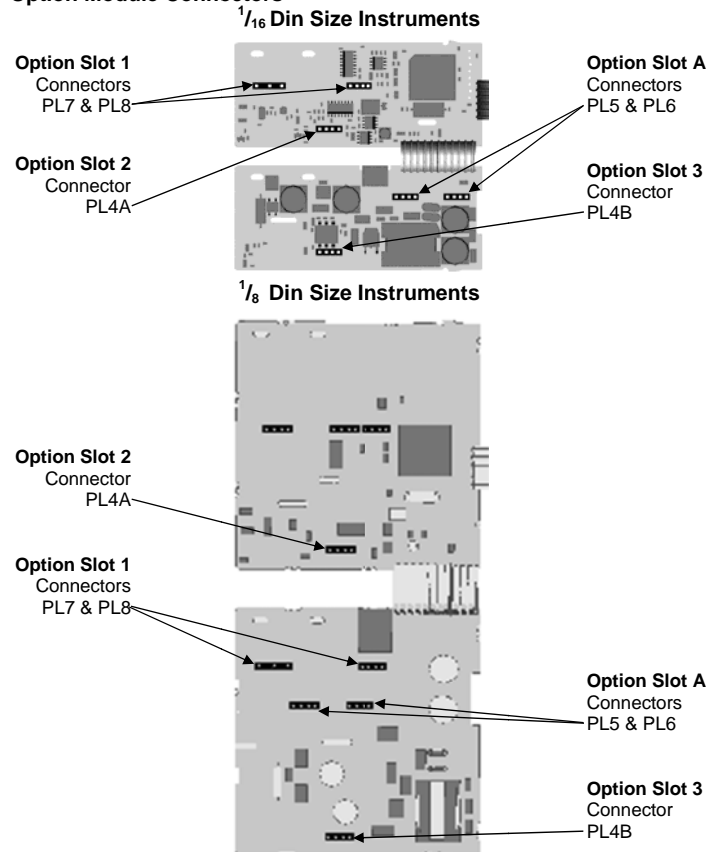 Option Module Connectors
1/16 Din Size Instruments
Option Slot 1
Connectors
PL7 & PL8
Option Slot A
Connectors
PL5 & PL6
Option Slot 2
Connector
PL4A
Option Slot 3
Connector
PL4B
1/8 Din Size Instruments
Option Slot 2
Connector
PL4A
Option Slot 1
Connectors
PL7 & PL8
Option Slot A
Connectors
PL5 & PL6
Option Slot 3
Connector
PL4B